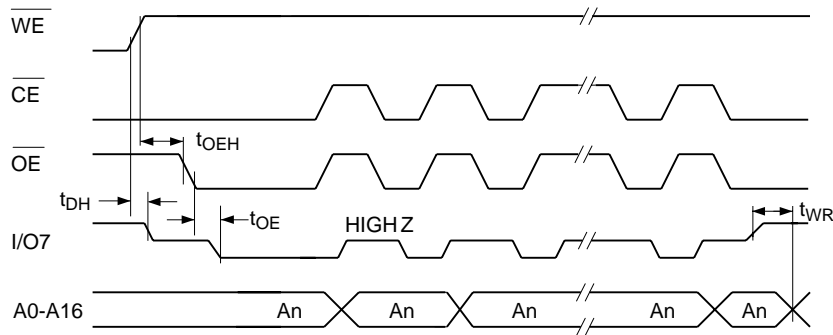 WE
CE
tOEH
OE
tDH
tOE
HIGH Z
tWR
I/O7
A0-A16 An An An An An